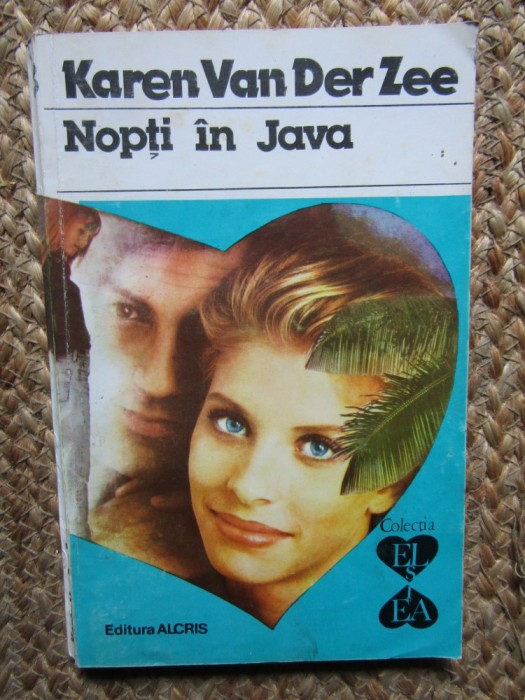 Karen Van Der Zee
Nopți în Java
Colecția
EL
ȘI
EA
Editura ALCRIS